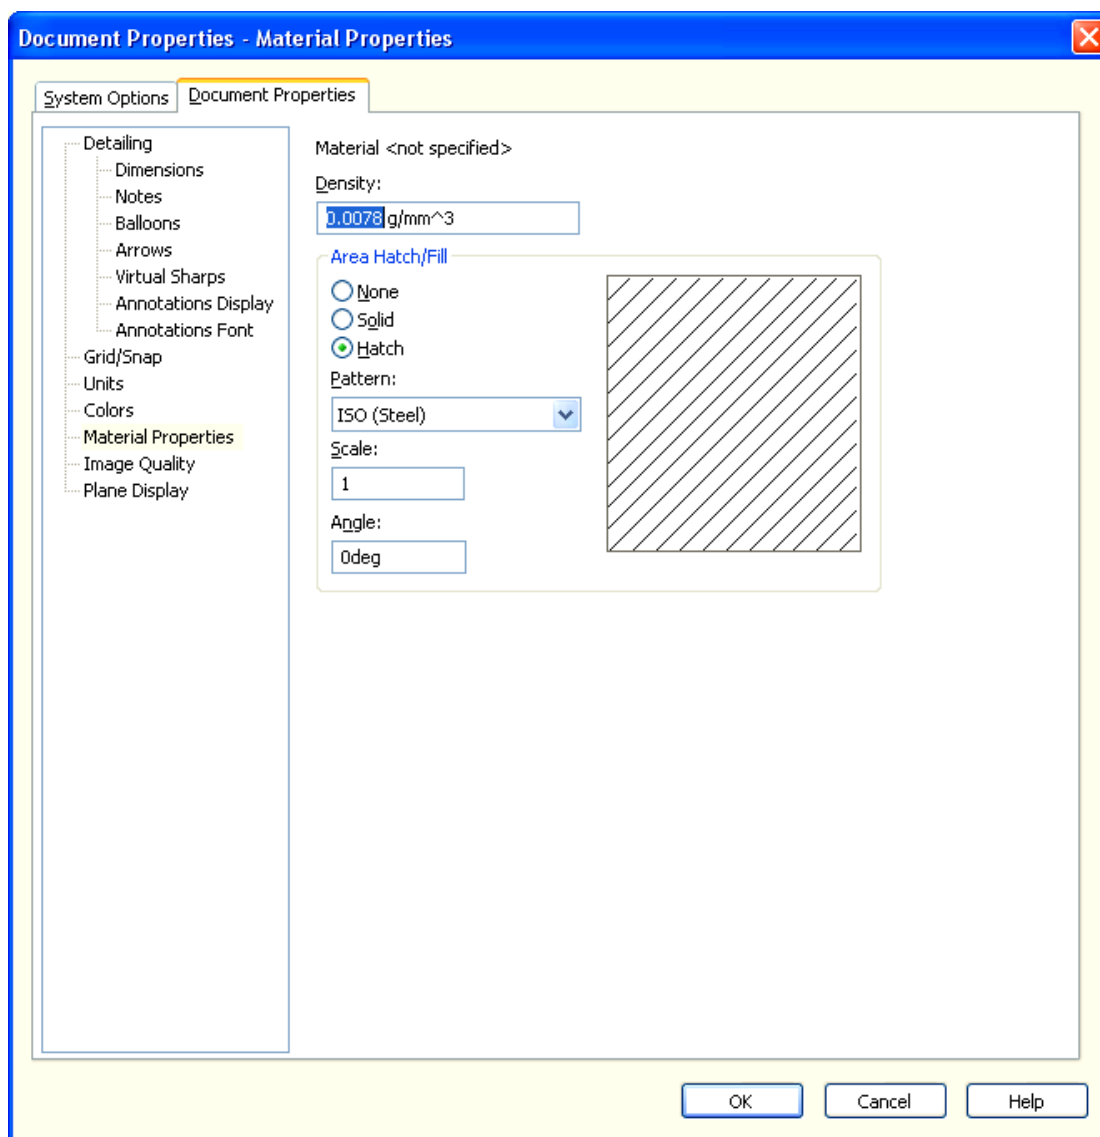 Document Properties - Material Properties
System Options
Document Properties
Detailing
Dimensions
Notes
Balloons
Arrows
Virtual Sharps
Annotations Display
Annotations Font
Grid/Snap
Units
Colors
Material Properties
Image Quality
Plane Display
Material <not specified>
Density:
0.0078 g/mm^3
Area Hatch/Fill
None
Solid
Hatch
Pattern:
ISO (Steel)
Scale:
1
Angle:
0deg
OK Cancel Help